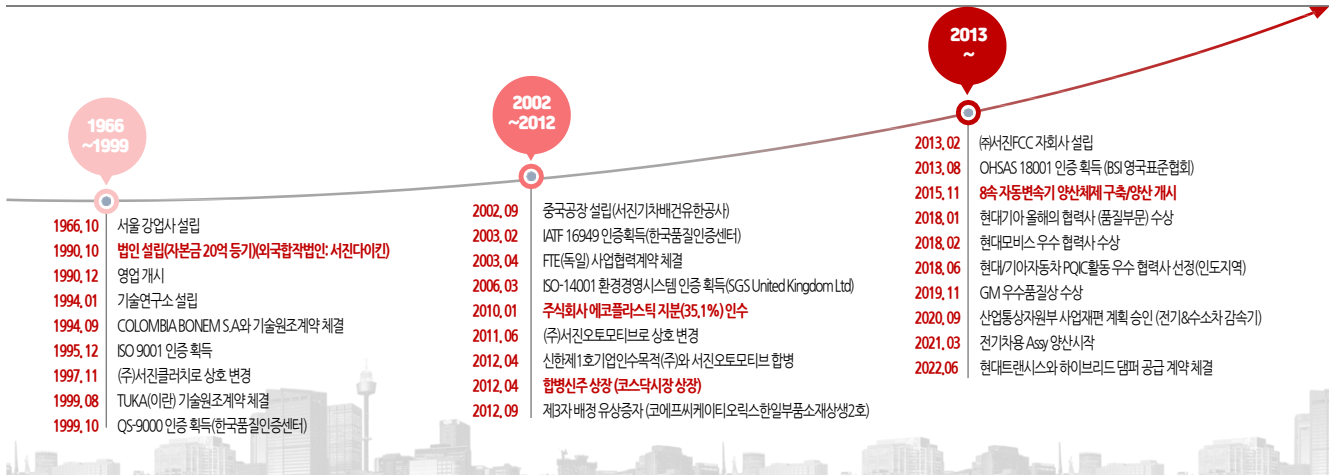 1966
~1999
1966. 10 서울 강업사 설립
1990. 10 법인 설립(자본금 20억 등기)(외국합작법인: 서진다이킨)
1990. 12 영업 개시
1994. 01 기술연구소 설립
1994. 09 COLOMBIA BONEM S.A와 기술원조계약 체결
1995. 12 ISO 9001 인증 획득
1997. 11 (주)서진클러치로 상호 변경
1999. 08 TUKA(이란) 기술원조계약 체결
1999. 10 QS-9000 인증 획득(한국품질인증센터)
2002
~2012
2002. 09 중국공장 설립(서진기차배건유한공사)
2003. 02 IATF 16949 인증획득(한국품질인증센터)
2003. 04 FTE(독일) 사업협력계약 체결
2006. 03 ISO-14001 환경경영시스템 인증 획득(SGS United Kingdom Ltd)
2010. 01 주식회사 에코플라스틱 지분(35.1%) 인수
2011. 06 (주)서진오토모티브로 상호 변경
2012. 04 신한제1호기업인수목적(주)와 서진오토모티브 합병
2012. 04 합병신주 상장 (코스닥시장 상장)
2012. 09 제3자 배정 유상증자 (코에프씨케이티오릭스한일부품소재상생2호)
2013
~
2013. 02 ㈜서진FCC 자회사 설립
2013. 08 OHSAS 18001 인증 획득 (BSI 영국표준협회)
2015. 11 8속 자동변속기 양산체제 구축/양산 개시
2018. 01 현대기아 올해의 협력사 (품질부문) 수상
2018. 02 현대모비스 우수 협력사 수상
2018. 06 현대/기아자동차 PQIC활동 우수 협력사 선정(인도지역)
2019. 11 GM 우수품질상 수상
2020. 09 산업통상자원부 사업재편 계획 승인 (전기&수소차 감속기)
2021. 03 전기차용 Assy 양산시작
2022.06 현대트랜시스와 하이브리드 댐퍼 공급 계약 체결